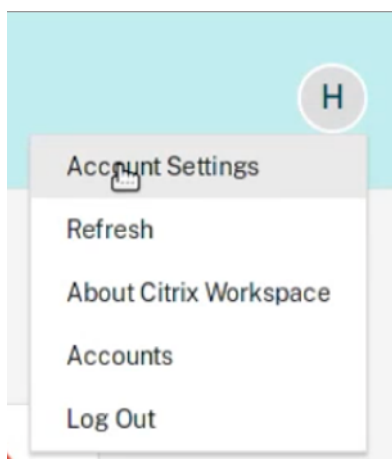 H
Account Settings
Refresh
About Citrix Workspace
Accounts
Log Out